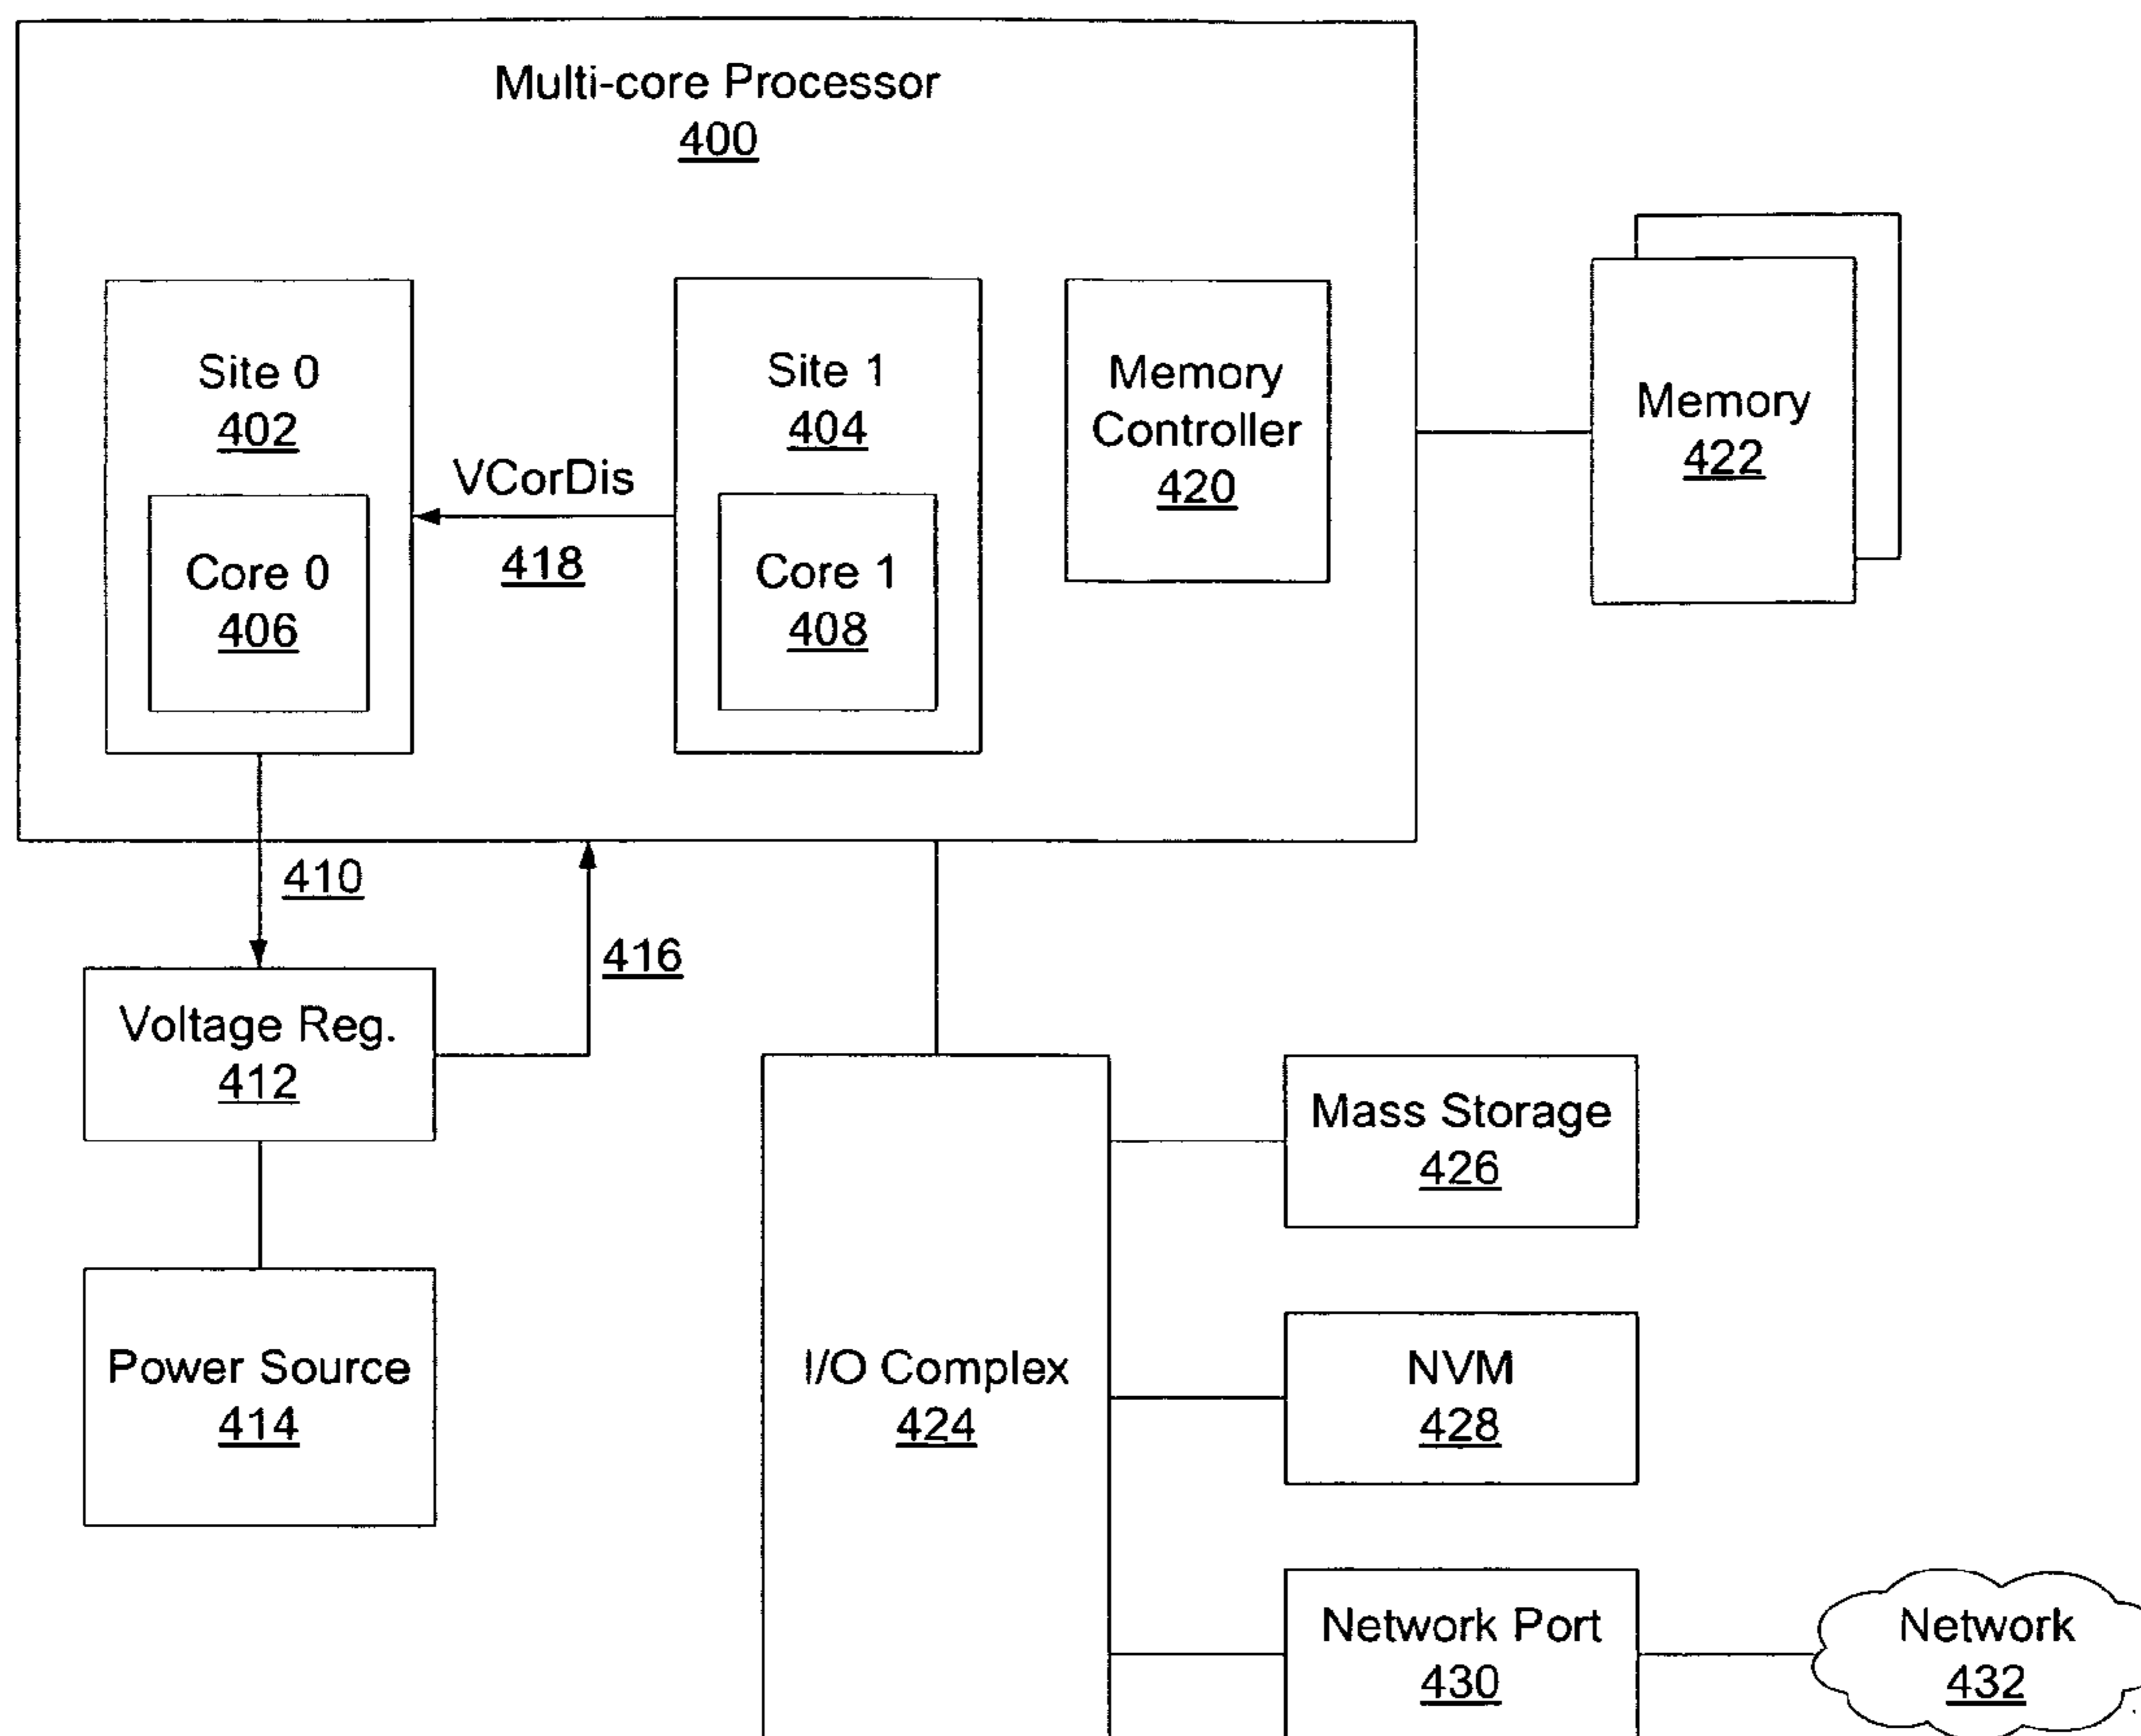 Multi-core Processor
400
Site 0
402
Core 0
406
VCorDis
418
Site 1
404
Core 1
408
Memory
Controller
420
Memory
422
410
416
Voltage Reg.
412
Power Source
414
I/O Complex
424
Mass Storage
426
NVM
428
Network Port
430
Network
432